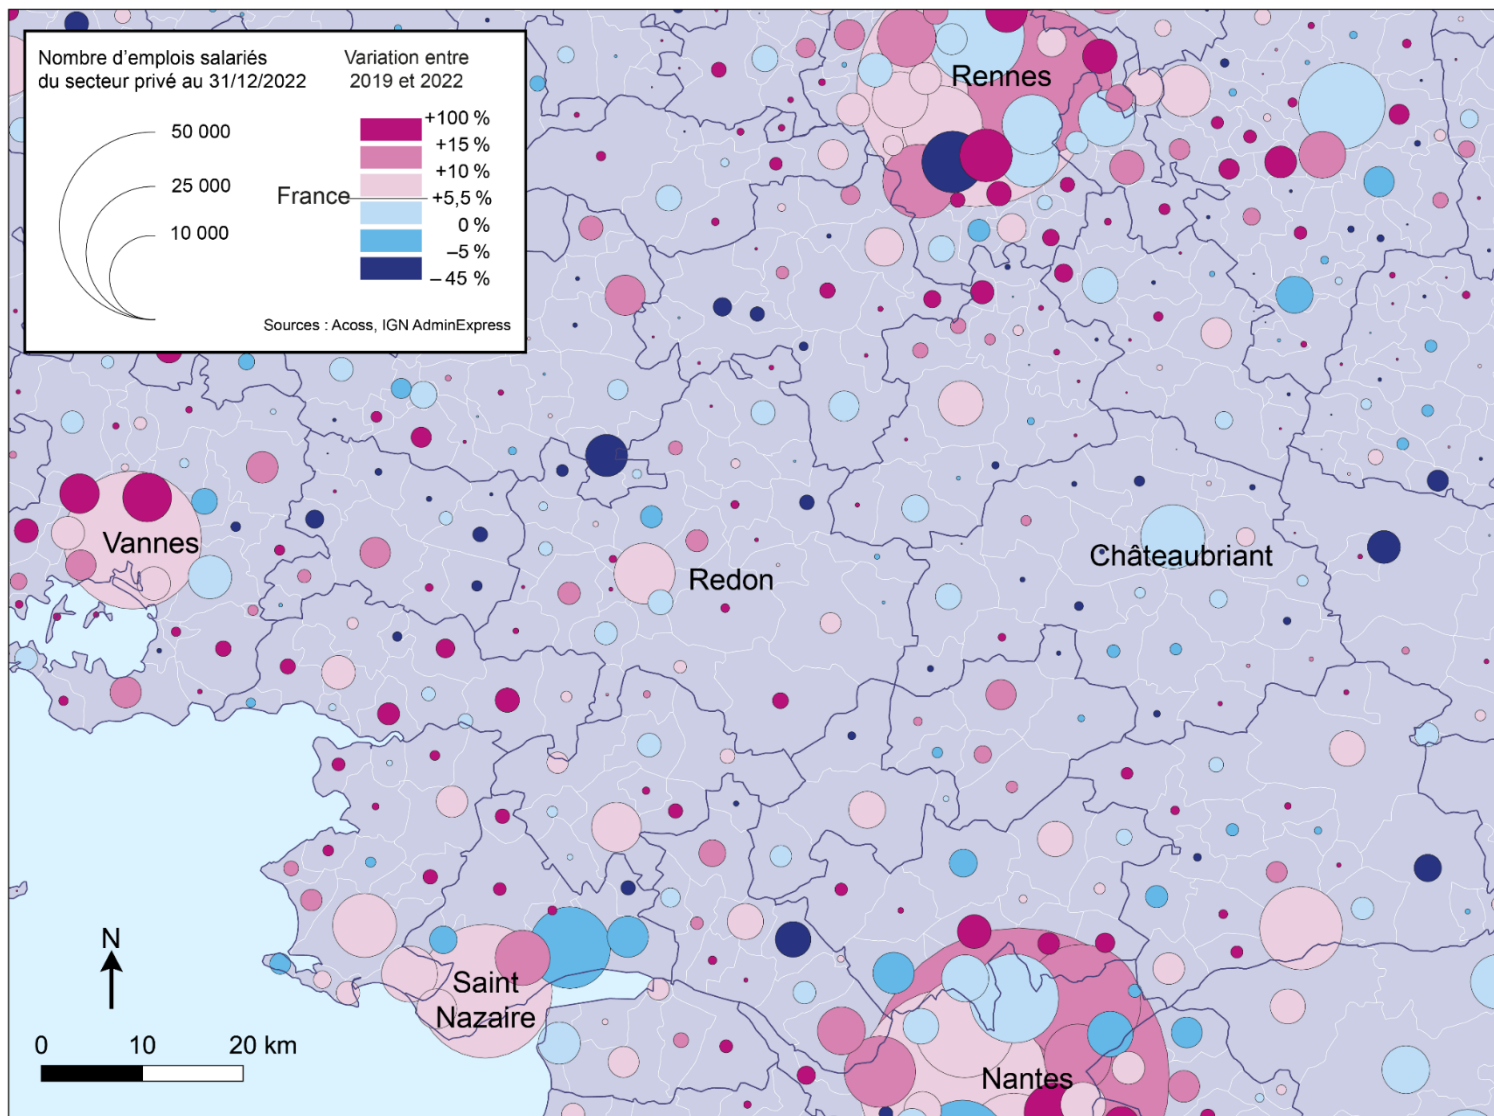 Nombre d'emplois salariés
du secteur privé au 31/12/2022
50 000
25 000
10 000
Variation entre
2019 et 2022
+100 %
+15 %
+10 %
France
+5,5 %
0 %
–5 %
– 45 %
Sources : Acoss, IGN AdminExpress
Rennes
Vannes
Redon
Châteaubriant
Saint
Nazaire
Nantes
N
0 10 20 km